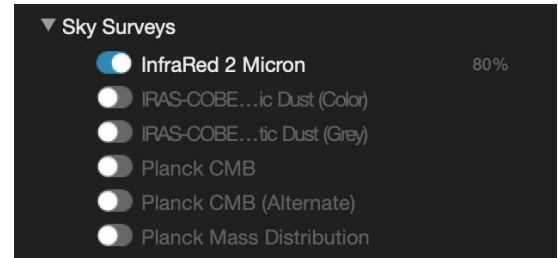 Sky Surveys
InfraRed 2 Micron 80%
IRAS-COBE…ic Dust (Color)
IRAS-COBE…tic Dust (Grey)
Planck CMB
Planck CMB (Alternate)
Planck Mass Distribution